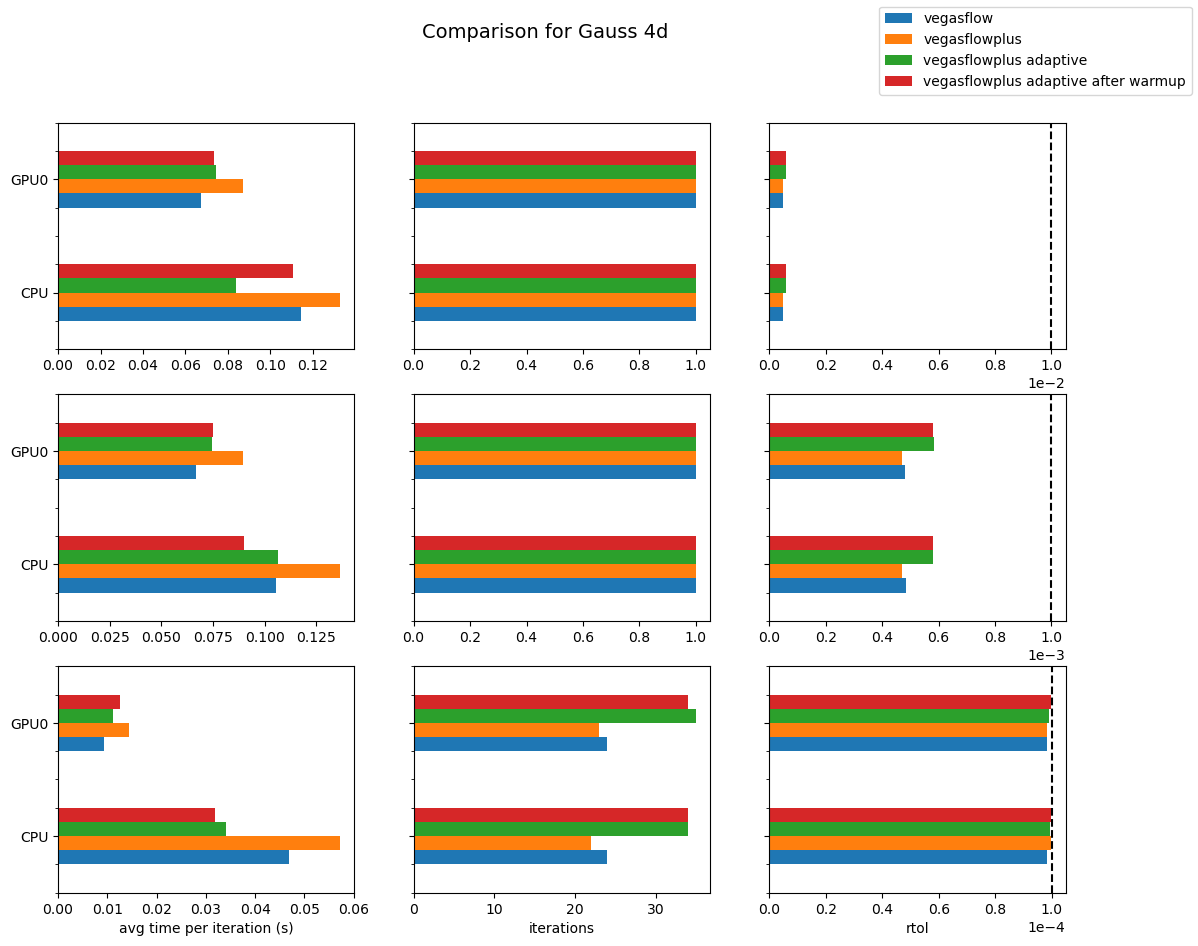 Comparison for Gauss 4d
vegasflow
vegasflowplus
vegasflowplus adaptive
vegasflowplus adaptive after warmup
GPU0
CPU
0.00 0.02 0.04 0.06 0.08 0.10 0.12
0.0 0.2 0.4 0.6 0.8 1.0
0.0 0.2 0.4 0.6 0.8 1.0
1e−2
GPU0
CPU
0.000 0.025 0.050 0.075 0.100 0.125
0.0 0.2 0.4 0.6 0.8 1.0
0.0 0.2 0.4 0.6 0.8 1.0
1e−3
GPU0
CPU
0.00 0.01 0.02 0.03 0.04 0.05 0.06
avg time per iteration (s)
0 10 20 30
iterations
0.0 0.2 0.4 0.6 0.8 1.0
1e−4
rtol